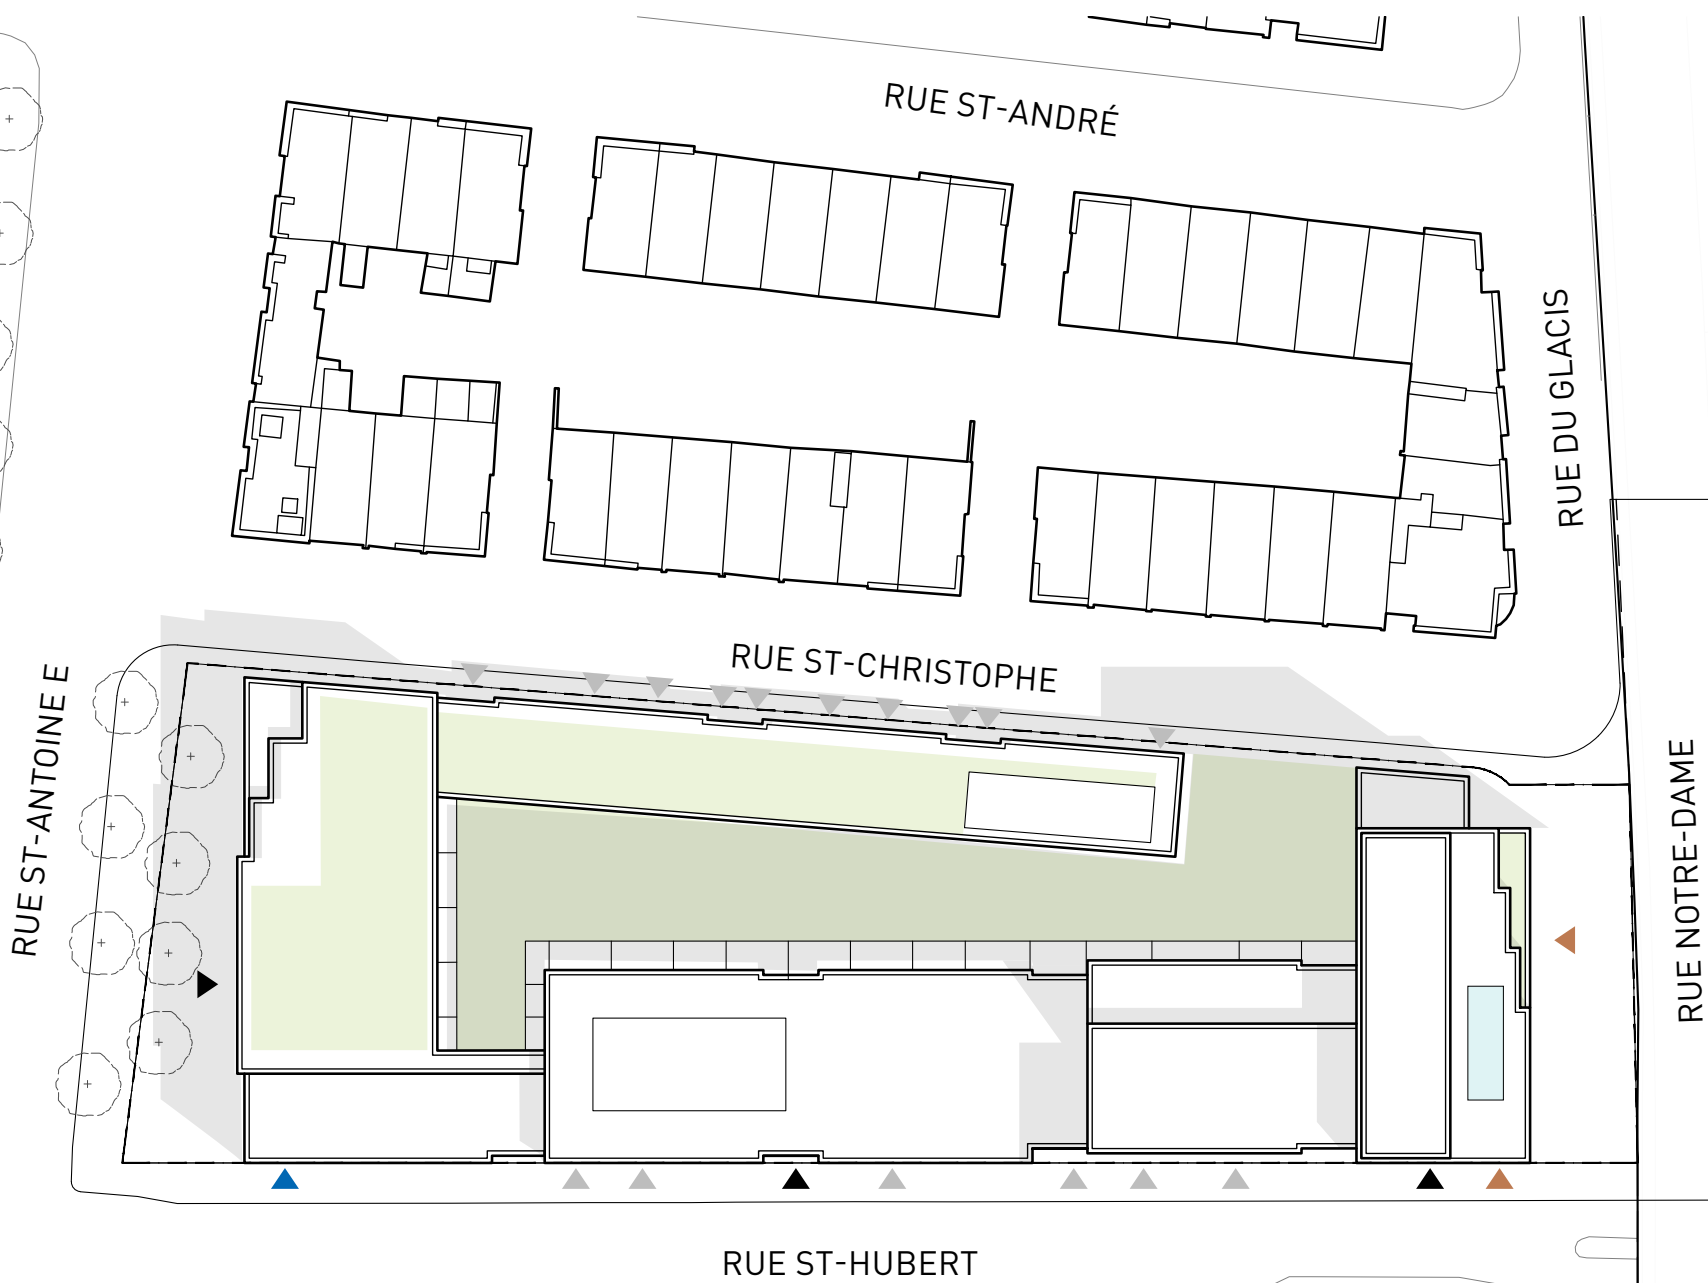 RUE ST-ANDRÉ
RUE DU GLACIS
RUE ST-CHRISTOPHE
RUE ST-ANTOINE E
RUE NOTRE-DAME
RUE ST-HUBERT